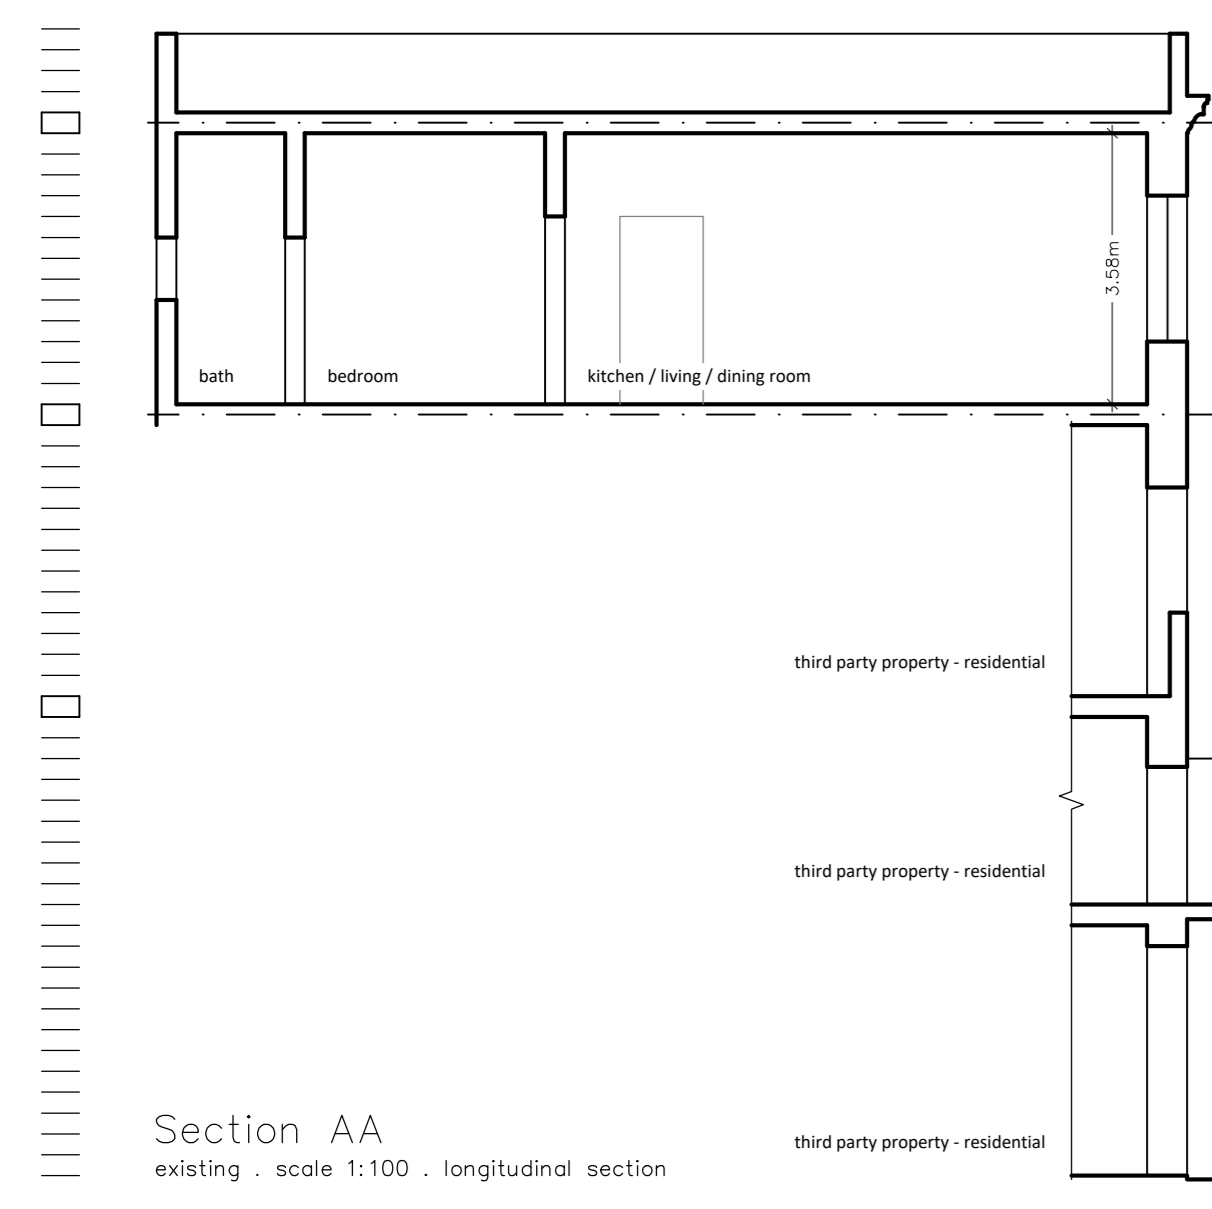 3.58m
bath
bedroom
kitchen / living / dining room
third party property - residential
third party property - residential
third party property - residential
Section AA
existing . scale 1:100 . longitudinal section